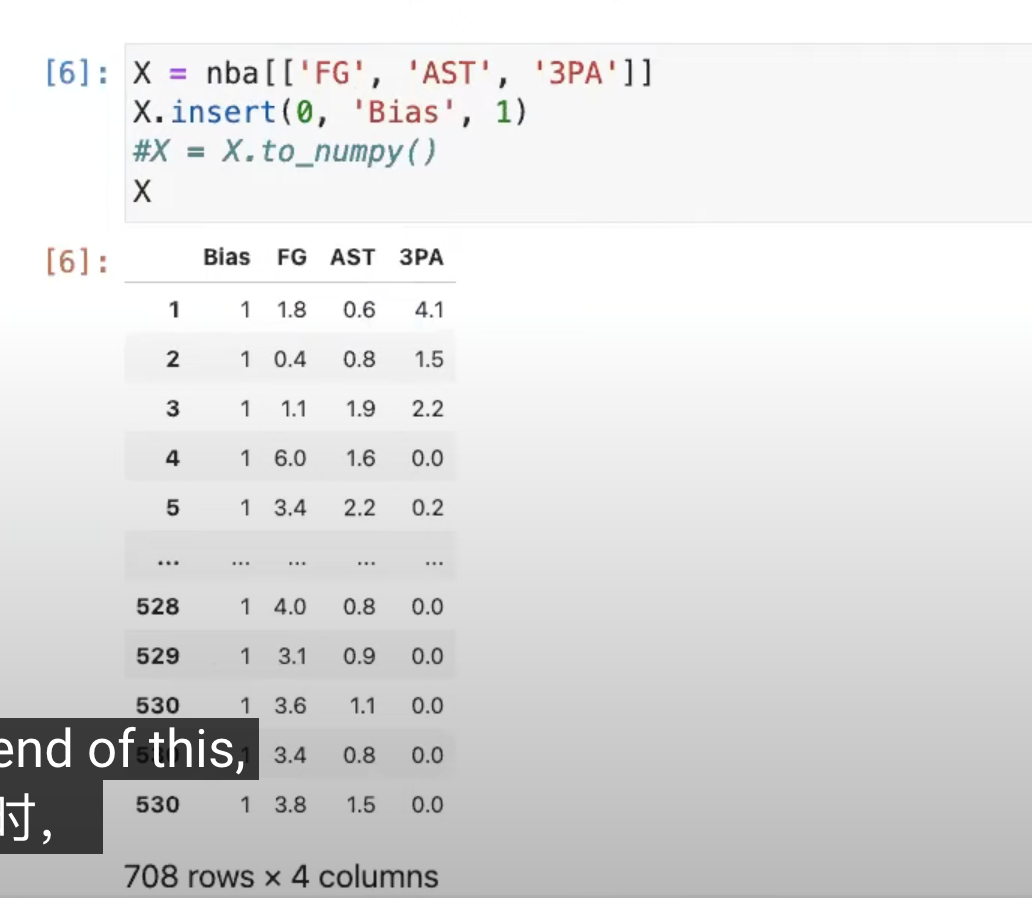 [6]: X = nba[['FG', 'AST', '3PA']]
X.insert(0, 'Bias', 1)
#X = X.to_numpy()
X
[6]: Bias FG AST 3PA
1 1 1.8 0.6 4.1
2 1 0.4 0.8 1.5
3 1 1.1 1.9 2.2
4 1 6.0 1.6 0.0
5 1 3.4 2.2 0.2
... ... ... ... ...
528 1 4.0 0.8 0.0
529 1 3.1 0.9 0.0
530 1 3.6 1.1 0.0
530 1 3.4 0.8 0.0
end of this,
530 1 3.8 1.5 0.0
时，
708 rows × 4 columns